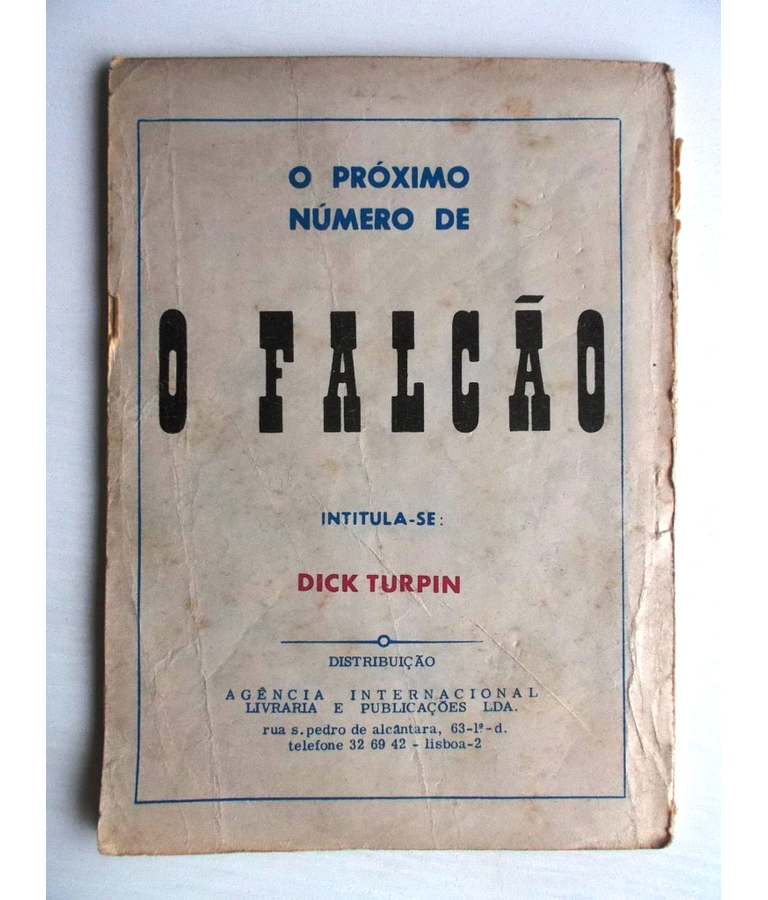 O PRÓXIMO
NÚMERO DE
O FALCÃO
INTITULA-SE:
DICK TURPIN
DISTRIBUIÇÃO
AGÊNCIA INTERNACIONAL
LIVRARIA E PUBLICAÇÕES LDA.
rua s.pedro de alcântara, 63-1º-d.
telefone 32 69 42 - lisboa-2